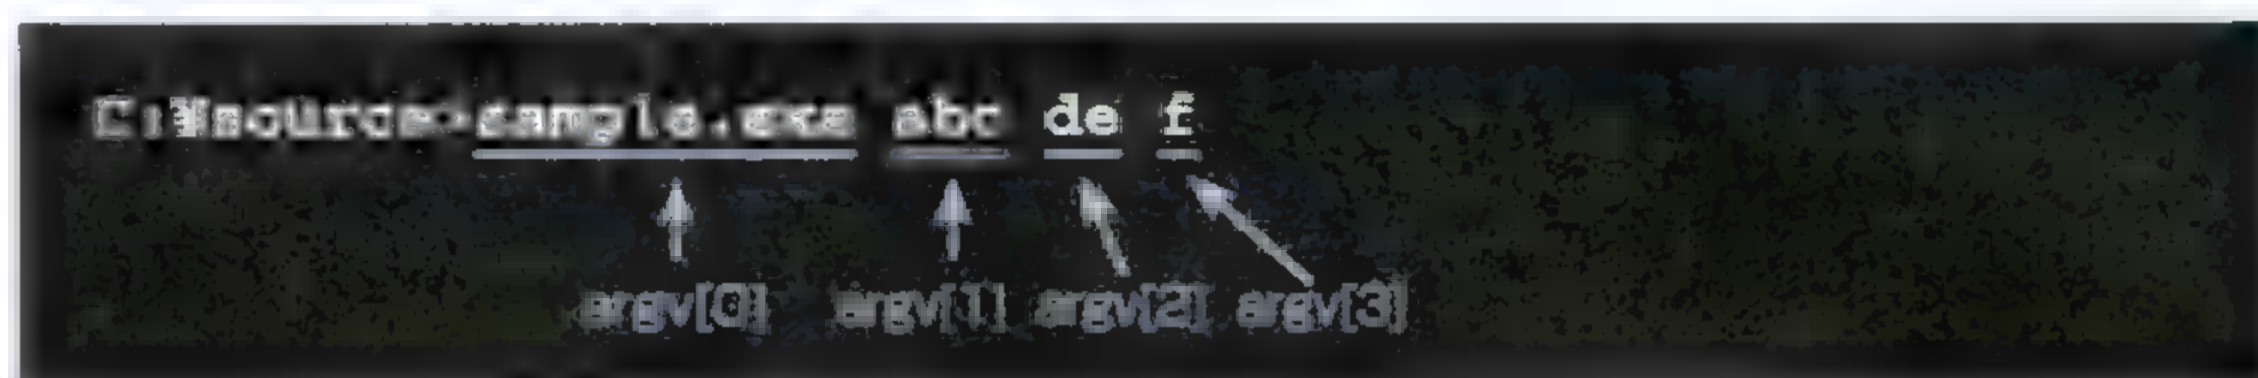 C:¥source>sample.exe abc de f
argv[0] argv[1] argv[2] argv[3]